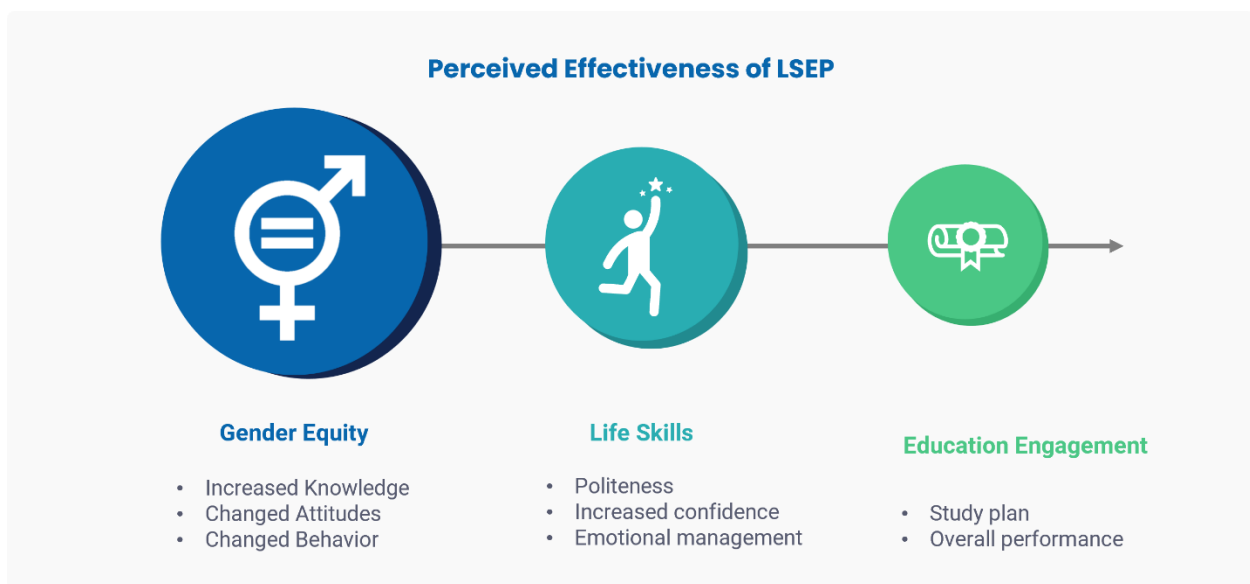 Perceived Effectiveness of LSEP
Gender Equity
• Increased Knowledge
• Changed Attitudes
• Changed Behavior
Life Skills
• Politeness
• Increased confidence
• Emotional management
Education Engagement
• Study plan
• Overall performance